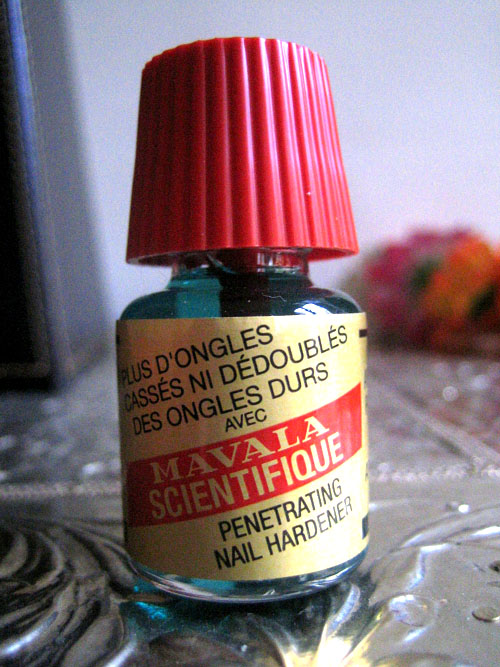 PLUS D'ONGLES
CASSÉS NI DÉDOUBLÉS
DES ONGLES DURS
AVEC
MAVALA
SCIENTIFIQUE
PENETRATING
NAIL HARDENER